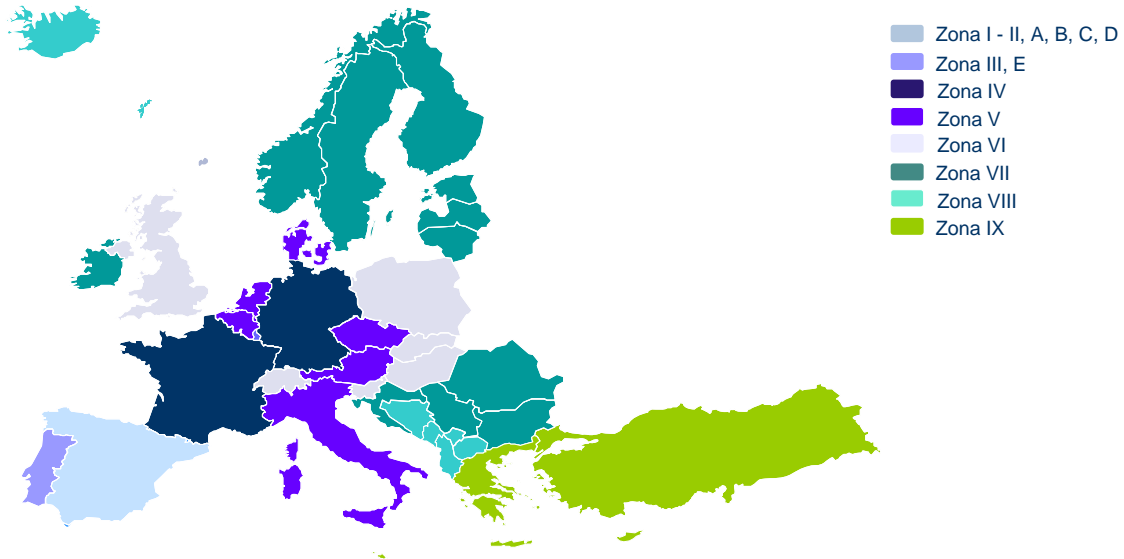 Zona I - II, A, B, C, D
Zona III, E
Zona IV
Zona V
Zona VI
Zona VII
Zona VIII
Zona IX